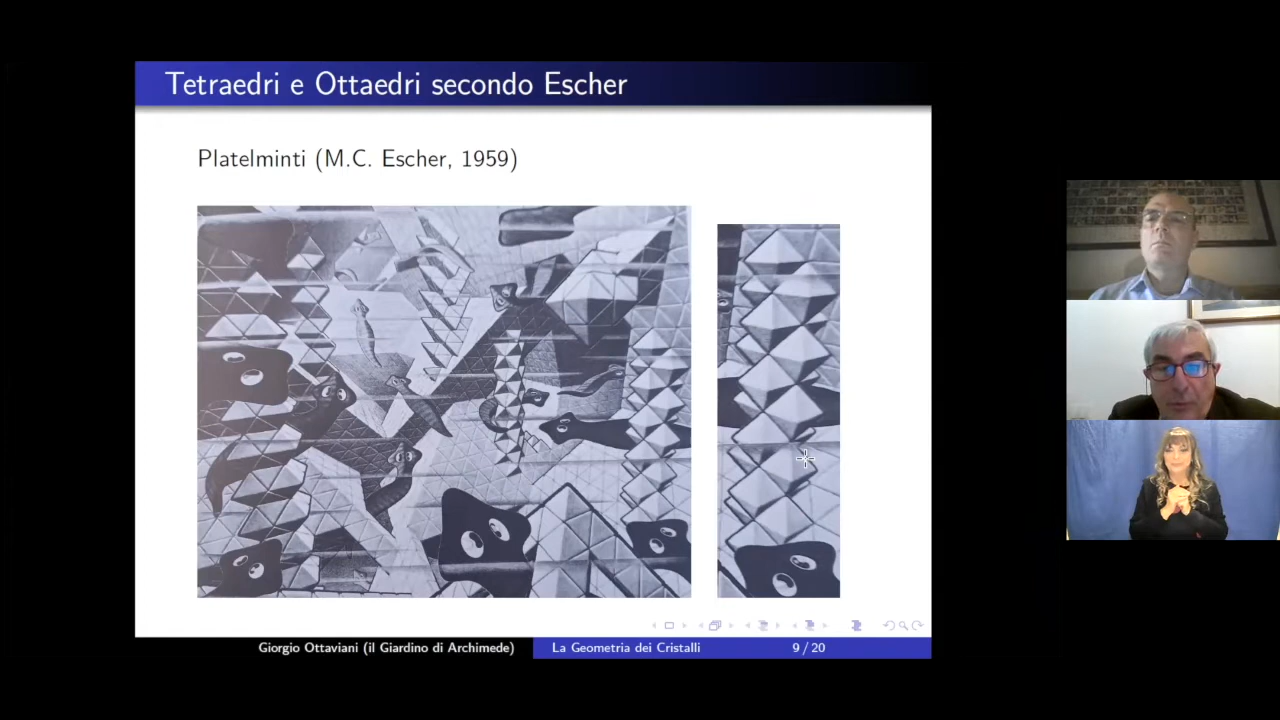 Tetraedri e Ottaedri secondo Escher
Platelminti (M.C. Escher, 1959)
Giorgio Ottaviani (il Giardino di Archimede)
La Geometria dei Cristalli
9 / 20